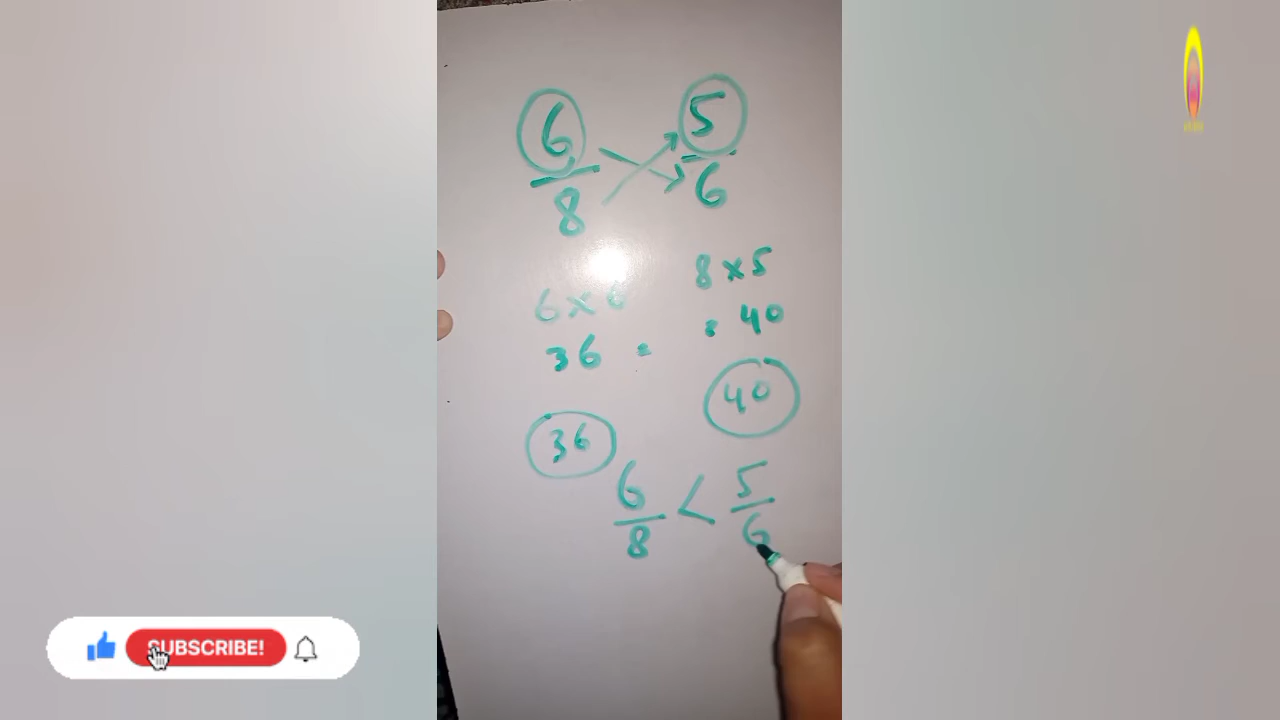 6 5
8 6
8 x 5
6 x 6
= 40
36 =
40
36
6 < 5
8 6
SUBSCRIBE!